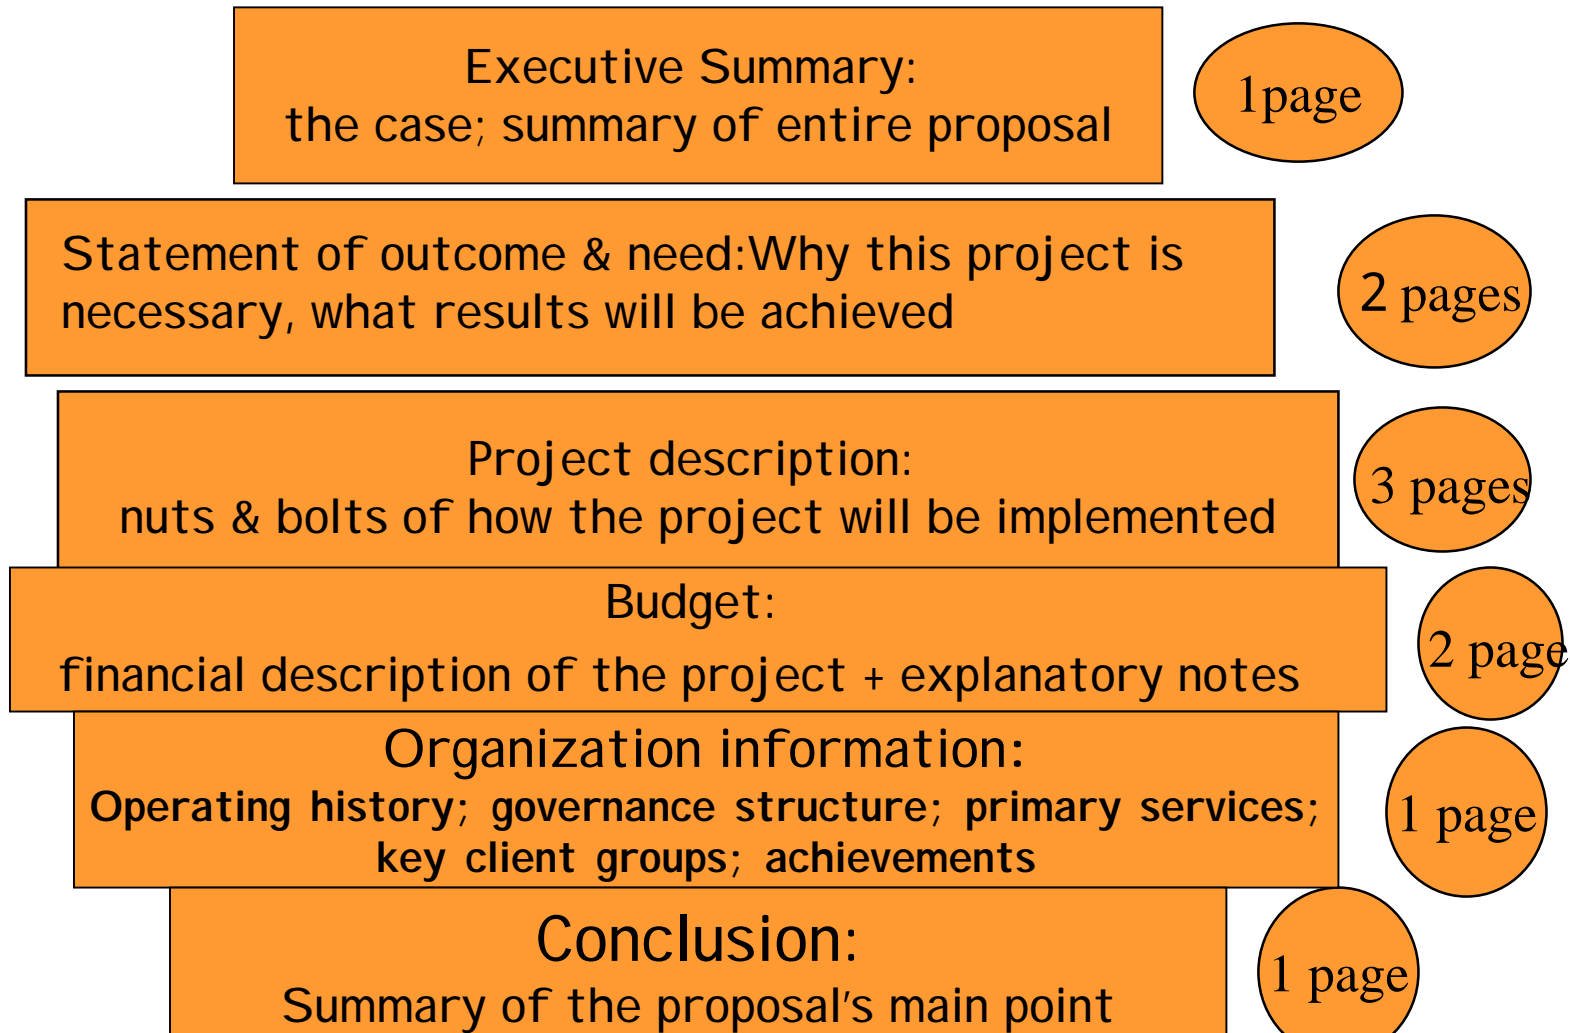 Executive Summary:
the case; summary of entire proposal
1page
Statement of outcome & need:Why this project is
necessary, what results will be achieved
2 pages
Project description:
nuts & bolts of how the project will be implemented
3 pages
Budget:
financial description of the project + explanatory notes
2 page
Organization information:
Operating history; governance structure; primary services;
key client groups; achievements
1 page
Conclusion:
Summary of the proposal's main point
1 page